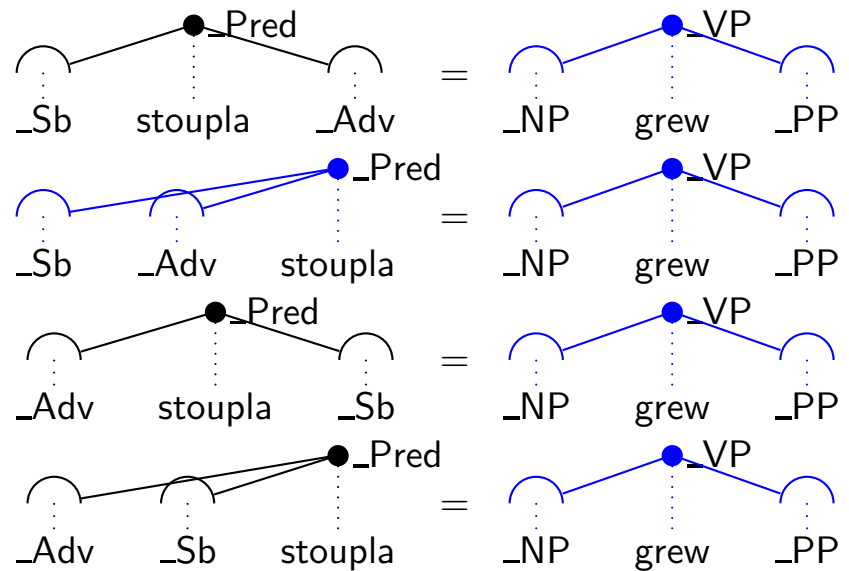 _Pred _VP
=
_Sb stoupla _Adv _NP grew _PP
_Pred _VP
=
_Sb _Adv stoupla _NP grew _PP
_Pred _VP
=
_Adv stoupla _Sb _NP grew _PP
_Pred _VP
=
_Adv _Sb stoupla _NP grew _PP